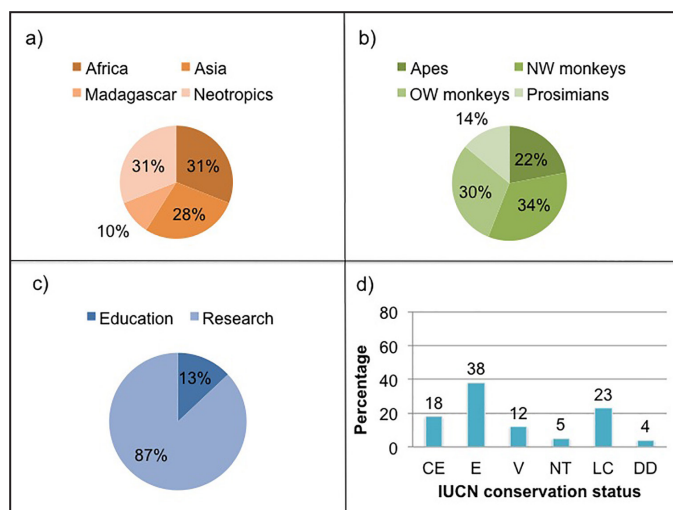 a)
Africa Asia
Madagascar Neotropics
31% 31%
28%
10%
b)
Apes NW monkeys
OW monkeys Prosimians
14%
22%
30%
34%
c)
Education Research
13%
87%
d)
Percentage
80
60
40
20
0
18 38 12 5 23 4
CE E V NT LC DD
IUCN conservation status